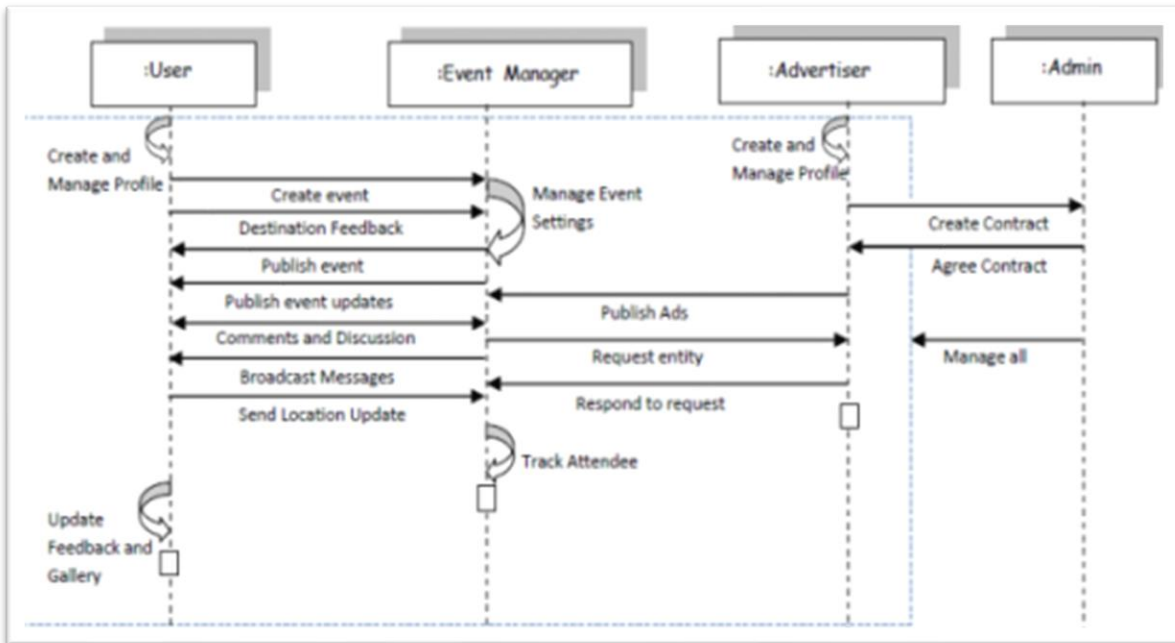 :User
:Event Manager
:Advertiser
:Admin
Create and
Manage Profile
Create event
Destination Feedback
Publish event
Publish event updates
Comments and Discussion
Broadcast Messages
Send Location Update
Manage Event
Settings
Track Attendee
Update
Feedback and
Gallery
Create and
Manage Profile
Create Contract
Agree Contract
Publish Ads
Request entity
Manage all
Respond to request